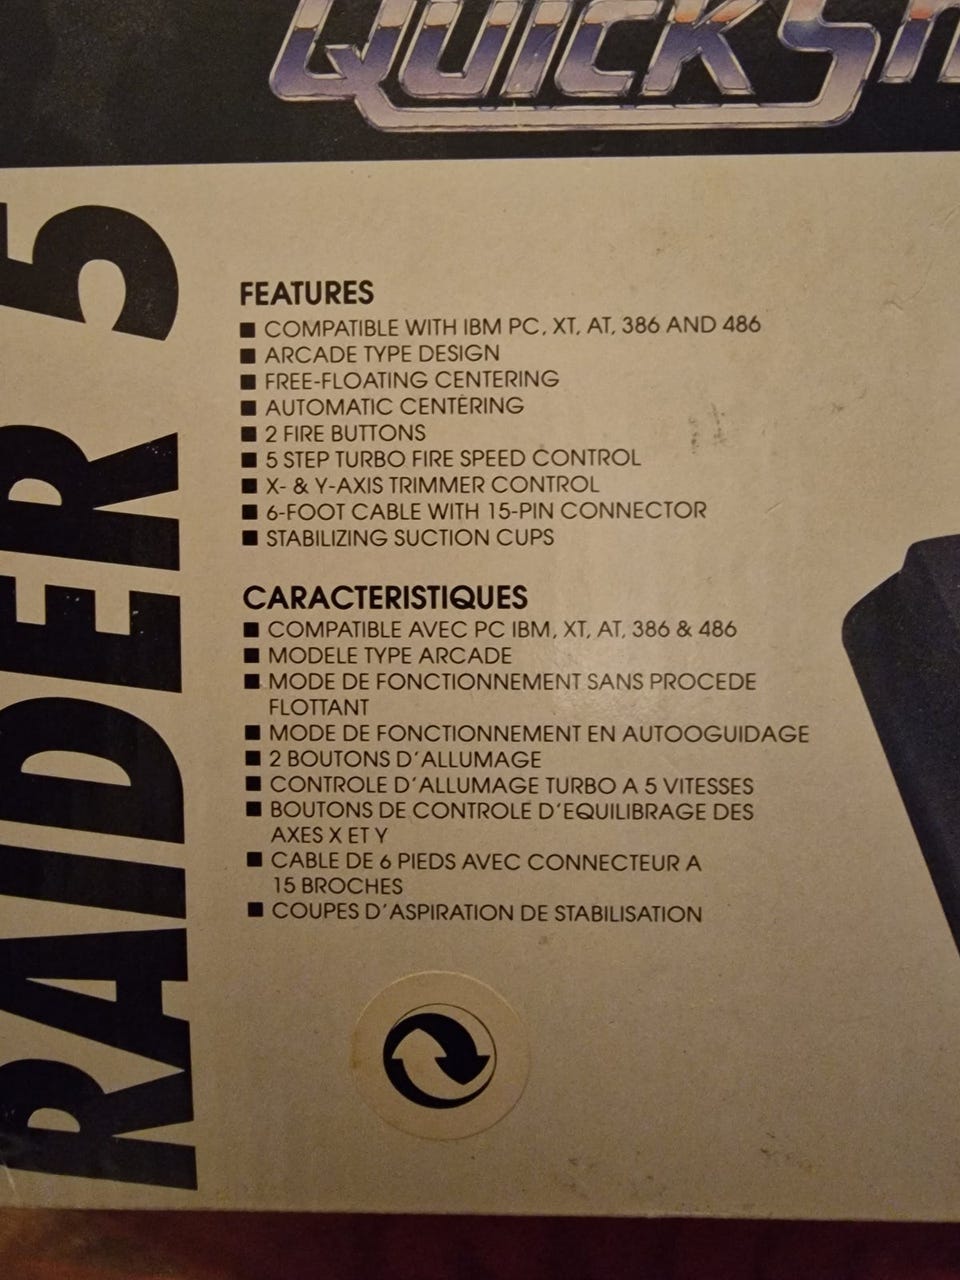 QUICKSH
RAIDER 5
FEATURES
■ COMPATIBLE WITH IBM PC, XT, AT, 386 AND 486
■ ARCADE TYPE DESIGN
■ FREE-FLOATING CENTERING
■ AUTOMATIC CENTERING
■ 2 FIRE BUTTONS
■ 5 STEP TURBO FIRE SPEED CONTROL
■ X- & Y-AXIS TRIMMER CONTROL
■ 6-FOOT CABLE WITH 15-PIN CONNECTOR
■ STABILIZING SUCTION CUPS
CARACTERISTIQUES
■ COMPATIBLE AVEC PC IBM, XT, AT, 386 & 486
■ MODELE TYPE ARCADE
■ MODE DE FONCTIONNEMENT SANS PROCEDE
FLOTTANT
■ MODE DE FONCTIONNEMENT EN AUTOOGUIDAGE
■ 2 BOUTONS D'ALLUMAGE
■ CONTROLE D'ALLUMAGE TURBO A 5 VITESSES
■ BOUTONS DE CONTROLE D'EQUILIBRAGE DES
AXES X ET Y
■ CABLE DE 6 PIEDS AVEC CONNECTEUR A
15 BROCHES
■ COUPES D'ASPIRATION DE STABILISATION